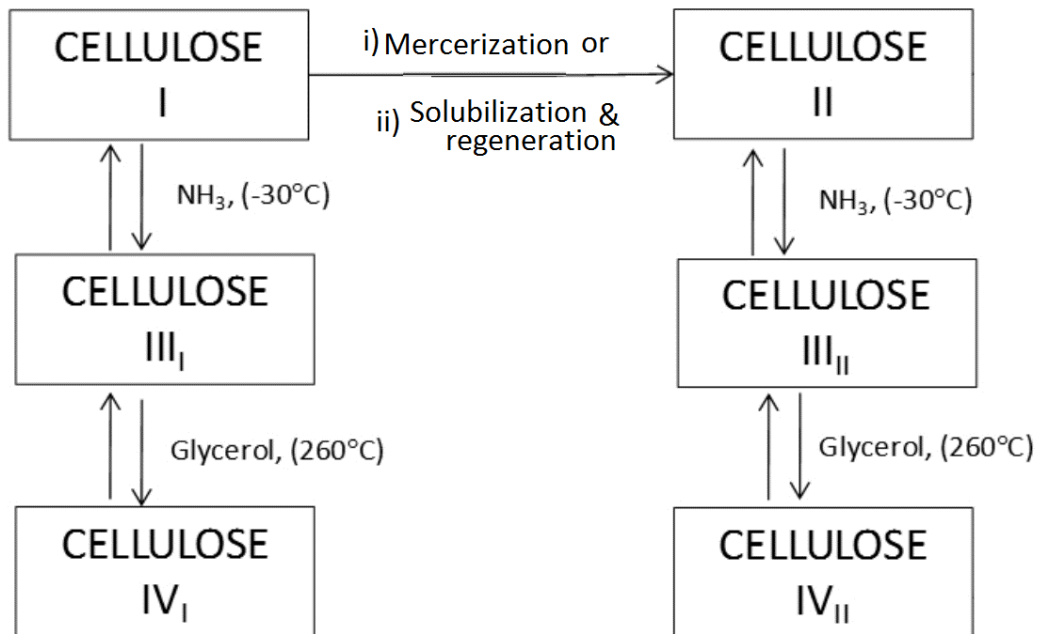 CELLULOSE
I
i) Mercerization or
ii) Solubilization &
regeneration
CELLULOSE
II
NH₃, (-30°C)
NH₃, (-30°C)
CELLULOSE
III_I
CELLULOSE
III_II
Glycerol, (260°C)
Glycerol, (260°C)
CELLULOSE
IV_I
CELLULOSE
IV_II